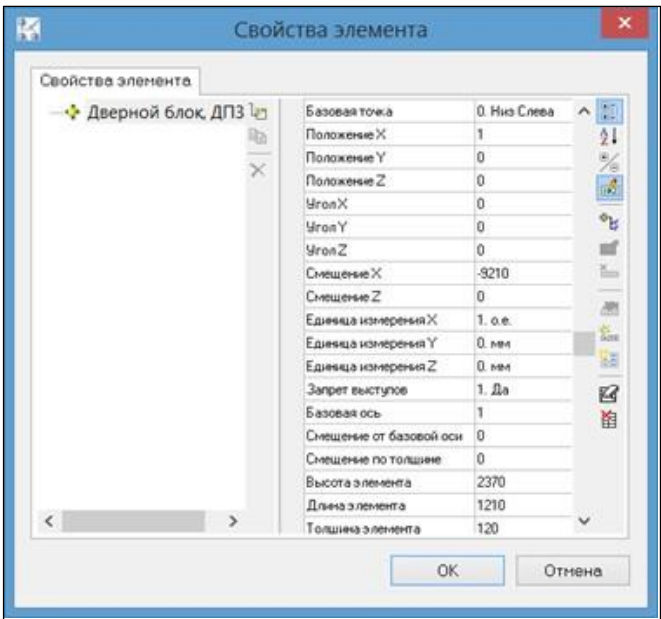 Свойства элемента
Свойства элемента
Дверной блок, ДПЗ
Базовая точка 0. Низ Слева
Положение X 1
Положение Y 0
Положение Z 0
Угол X 0
Угол Y 0
Угол Z 0
Смещение X -9210
Смещение Z 0
Единица измерения X 1. о.е.
Единица измерения Y 0. мм
Единица измерения Z 0. мм
Запрет выступов 1. Да
Базовая ось 1
Смещение от базовой оси 0
Смещение по толщине 0
Высота элемента 2370
Длина элемента 1210
Толщина элемента 120
OK Отмена